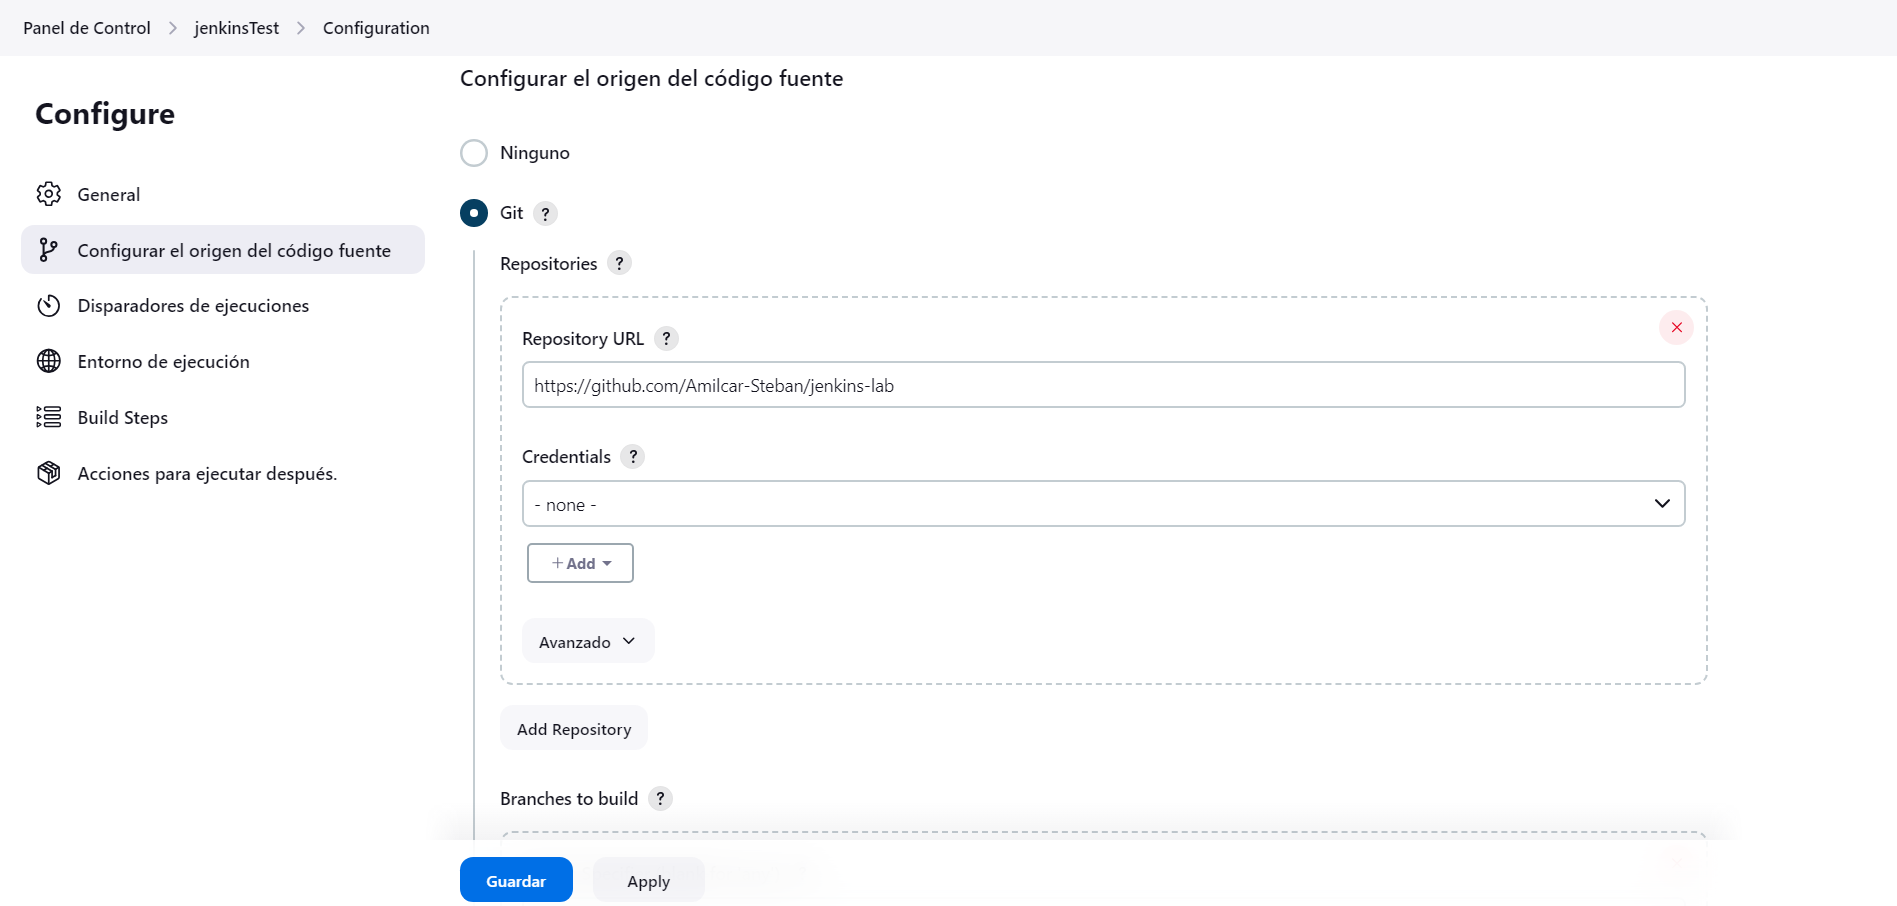 Panel de Control > jenkinsTest > Configuration
Configure
General
Configurar el origen del código fuente
Disparadores de ejecuciones
Entorno de ejecución
Build Steps
Acciones para ejecutar después.
Configurar el origen del código fuente
Ninguno
Git ?
Repositories ?
Repository URL ?
https://github.com/Amilcar-Steban/jenkins-lab
Credentials ?
- none -
+ Add
Avanzado
Add Repository
Branches to build ?
Guardar
Apply